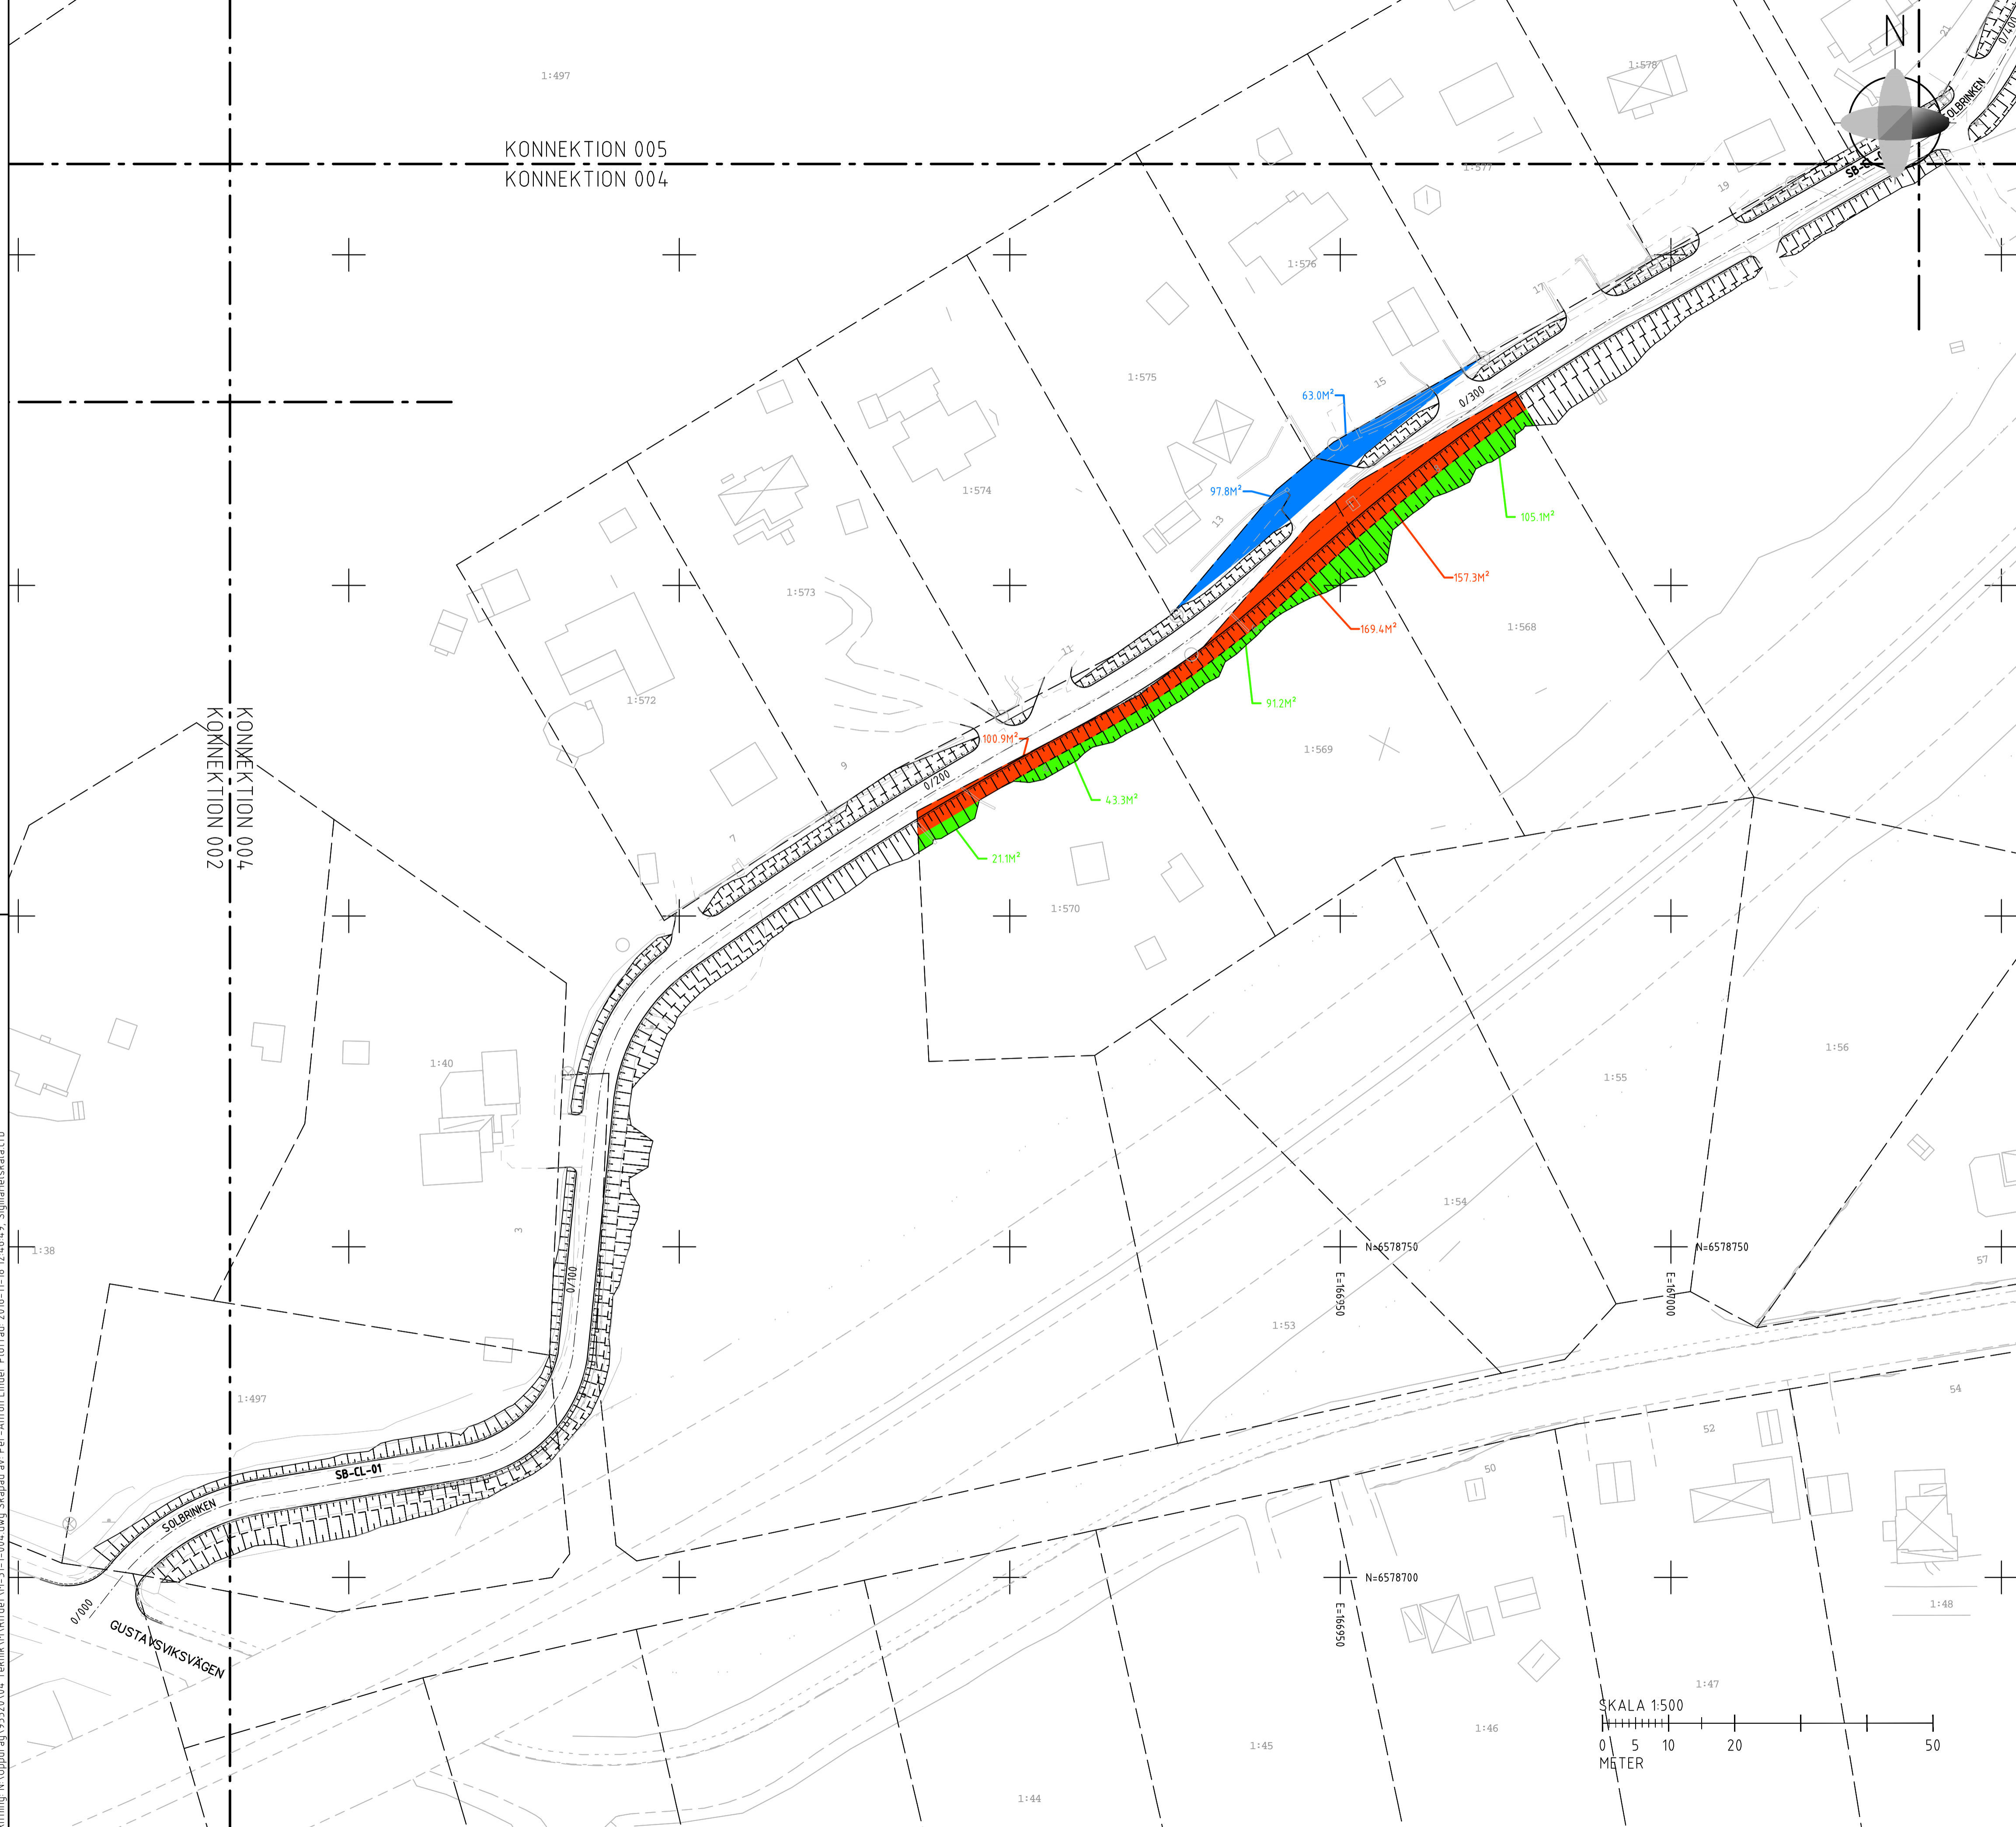 1:497
KONNEKTION 005
KONNEKTION 004
N
21
0/400
SOLBRINKEN
1:578
1:577
19
1:576
17
1:575
15
63.0M²
0/300
1:574
97.8M²
13
105.1M²
1:573
157.3M²
1:568
169.4M²
11
1:572
91.2M²
KONNEKTION 002
KONNEKTION 004
100.9M²
1:569
9
0/200
43.3M²
7
21.1M²
1:570
1:40
1:56
1:55
1:54
3
1:38
N=6578750
N=6578750
57
E=166950
E=167000
0/100
1:53
1:497
54
52
SB-CL-01
50
SOLBRINKEN
N=6578700
0/000
E=166950
1:48
GUSTAVSVIKSVÄGEN
1:47
SKALA 1:500
1:46
1:45
0 5 10 20 50
METER
1:44